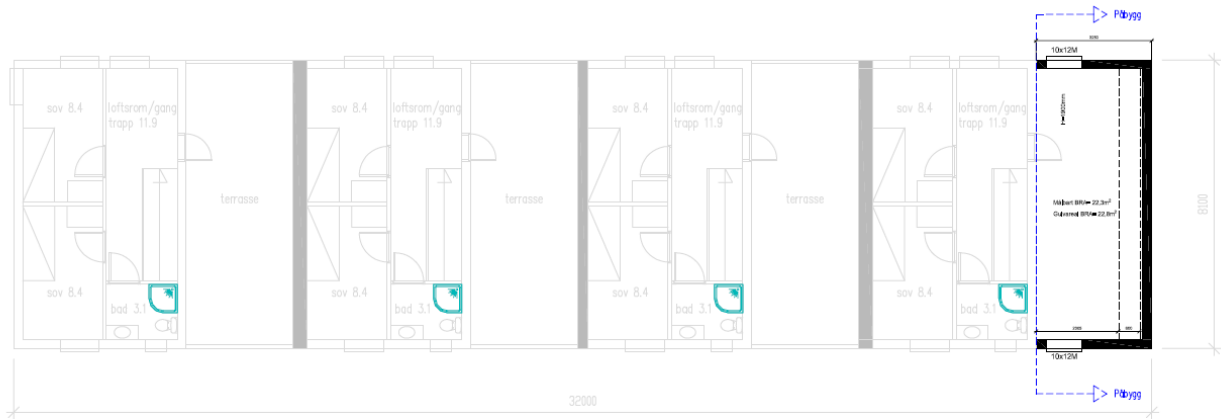 Påbygg
10x12M
sov 8.4
loftsrom/gang
trapp 11.9
sov 8.4
loftsrom/gang
trapp 11.9
sov 8.4
loftsrom/gang
trapp 11.9
sov 8.4
loftsrom/gang
trapp 11.9
terrasse
terrasse
terrasse
Målbart BRA= 22,3m²
Gulvareal BRA= 22,8m²
8100
sov 8.4
bad 3.1
sov 8.4
bad 3.1
sov 8.4
bad 3.1
sov 8.4
bad 3.1
10x12M
Påbygg
32000